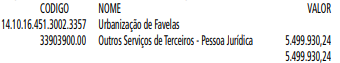 CODIGO NOME VALOR
14.10.16.451.3002.3357 Urbanização de Favelas
33903900.00 Outros Serviços de Terceiros - Pessoa Jurídica 5.499.930,24
5.499.930,24